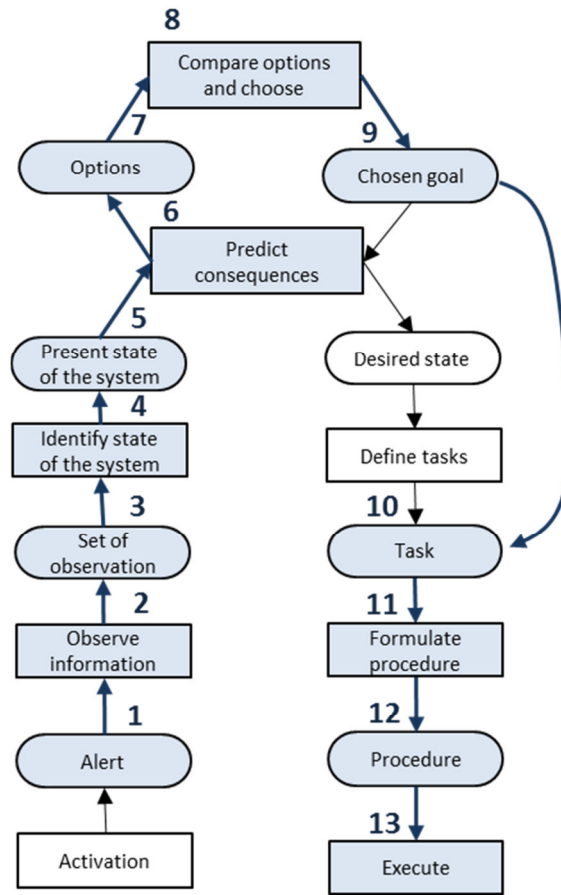 8
Compare options
and choose
7
9
Options
Chosen goal
6
Predict
consequences
5
Present state
of the system
Desired state
4
Identify state
of the system
Define tasks
3
10
Set of
observation
Task
2
11
Observe
information
Formulate
procedure
1
12
Alert
Procedure
13
Activation
Execute